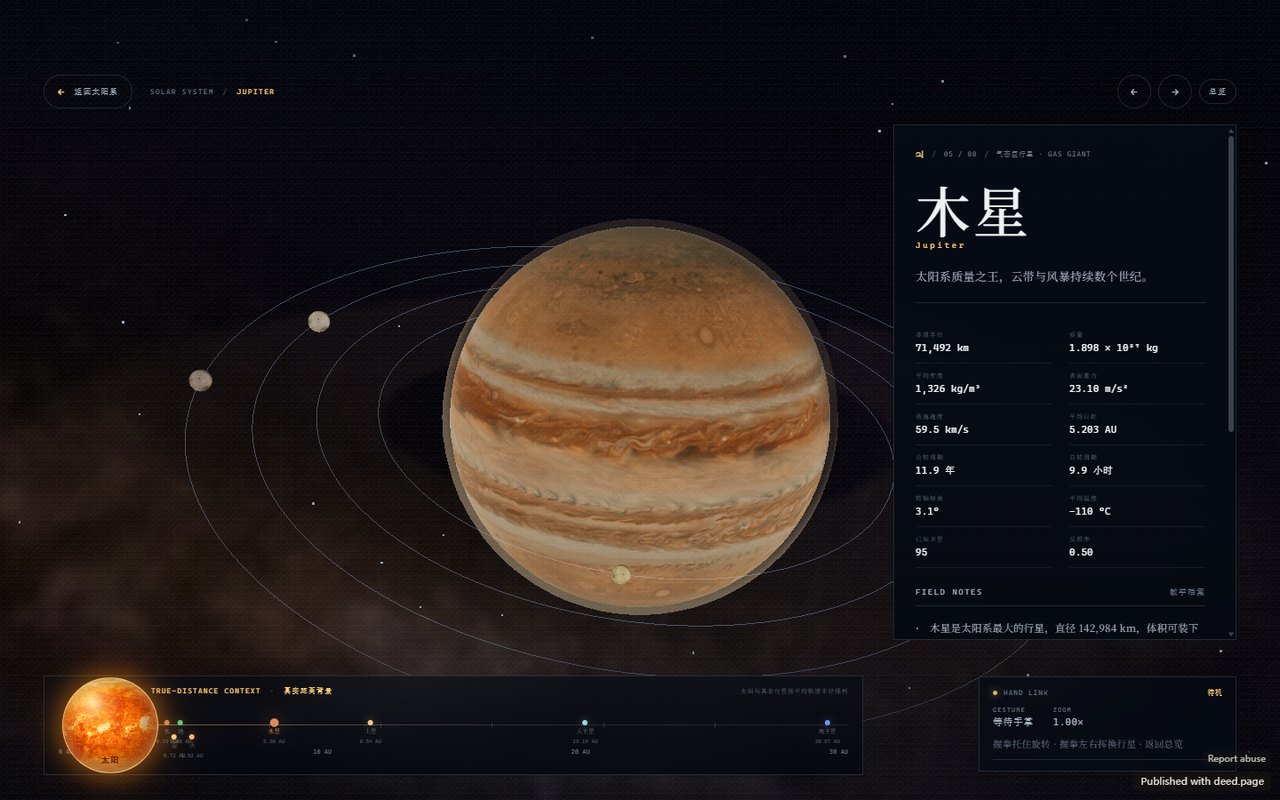 ← 返回太阳系
SOLAR SYSTEM / JUPITER
← → 总览
♃ / 05 / 08 / 气态巨行星 · GAS GIANT
木星
Jupiter
太阳系质量之王，云带与风暴持续数个世纪。
赤道半径 质量
71,492 km 1.898 × 10²⁷ kg
平均密度 表面重力
1,326 kg/m³ 23.10 m/s²
逃逸速度 平均日距
59.5 km/s 5.203 AU
公转周期 自转周期
11.9 年 9.9 小时
转轴倾角 平均温度
3.1° −110 °C
已知卫星 反照率
95 0.50
FIELD NOTES 教学档案
· 木星是太阳系最大的行星，直径 142,984 km，体积可装下
TRUE-DISTANCE CONTEXT · 真实距离背景
太阳与其余行星按平均轨道半径排列
木星 土星 天王星 海王星
5.20 AU 9.54 AU 19.19 AU
10 AU 20 AU 30 AU
太阳
HAND LINK 待机
GESTURE ZOOM
等待手掌 1.00×
握拳托住旋转 · 握拳左右挥换行星 · 返回总览
Report abuse
Published with deed.page